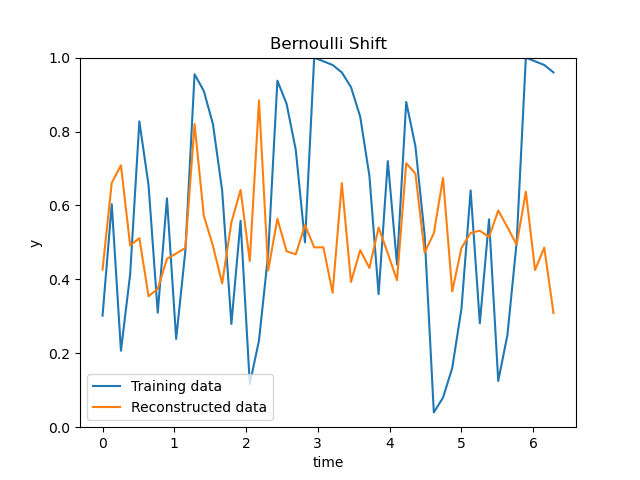 Bernoulli Shift
1.0
0.8
0.6
0.4
0.2
0.0
y
Training data
Reconstructed data
0 1 2 3 4 5 6
time